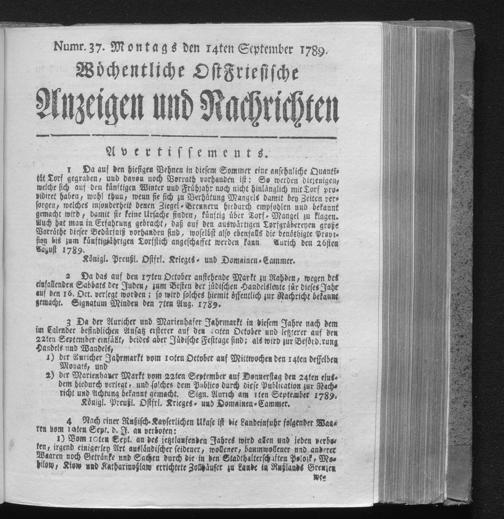 Numr. 37. Montags den 14ten September 1789.
Wöchentliche OstFriesische
Anzeigen und Nachrichten
Avertissements.
1 Da auf den hiesigen Vehnen in diesem Sommer eine ansehnliche Quanti-
tät Torf gegraben, und davon noch Vorrath vorhanden ist: So werden diejenigen,
welche sich auf den künftigen Winter und Frühjahr noch nicht hinlänglich mit Torf pro-
vidiret haben, wohl thun, wenn sie sich zu Verhütung Mangels damit bey Zeiten ver-
sorgen, welches insonderheit denen Ziegel-Brennern hiedurch empfohlen und bekannt
gemacht wird, damit sie keine Ursache finden, künftig über Torf-Mangel zu klagen.
Auch hat man in Erfahrung gebracht, daß auf den auswärtigen Torfgräbereyen große
Vorräthe dieser Bedürfniß vorhanden sind, woselbst also ebenfalls die benöthigte Provi-
sion bis zum künftigjährigen Torfstich angeschaffet werden kann. Aurich den 26sten
August 1789.
Königl. Preußl. Ostfrl. Krieges- und Domainen-Cammer.
2 Da das auf den 17ten October anstehende Markt zu Rahden, wegen des
einfallenden Sabbats der Juden, zum Besten der jüdischen Handelsleute für dieses Jahr
auf den 16. Oct. verlegt worden; so wird solches hiemit öffentlich zur Nachricht bekannt
gemacht. Signatum Minden den 7ten Aug. 1789.
3 Da der Auricher und Marienhafer Jahrmarkt in diesem Jahre nach dem
im Calender befindlichen Ansatz ersterer auf den 10ten October und letzterer auf den
22ten September einfällt, beides aber Jüdische Festtage sind; als wird zur Beförd.rung
Handels und Wandels,
1) der Auricher Jahrmarkt vom 10ten October auf Mittwochen den 14ten desselben
Monats, und
2) der Marienhaver Markt vom 22ten September auf Donnerstag den 24ten ejus-
dem hiedurch verlegt, und solches dem Publico durch diese Publication zur Nach-
richt und Achtung bekannt gemacht. Sign. Aurich am 1ten September 1789.
Königl. Preußl. Ostfrl. Krieges- und Domainen-Cammer.
4 Nach einer Rußisch-Kayserlichen Ukase ist die Landeinfuhr folgender Waa-
ren vom 10ten Sept. d. J. an verboten:
1) Vom 10ten Sept. an des jeztlaufenden Jahrs wird allen und jeden verbo-
ten, irgend einigerley Art ausländischer seidener, wollener, baumwollener und anderer
Waaren noch Getränke und Sachen durch die in den Stadthalterschaften Polozk, Mo-
hilow, Kiow und Katharinoslaw errichtete Zollhäuser zu Lande in Rußlands Grenzen